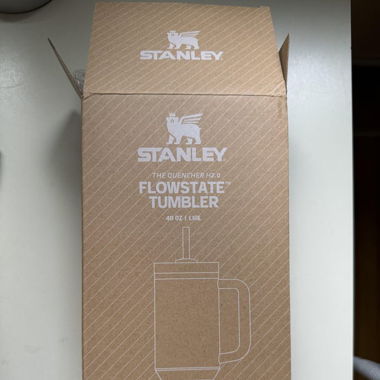 STANLEY
STANLEY
THE QUENCHER H2.0
FLOWSTATE™
TUMBLER
40 OZ | 1.18L